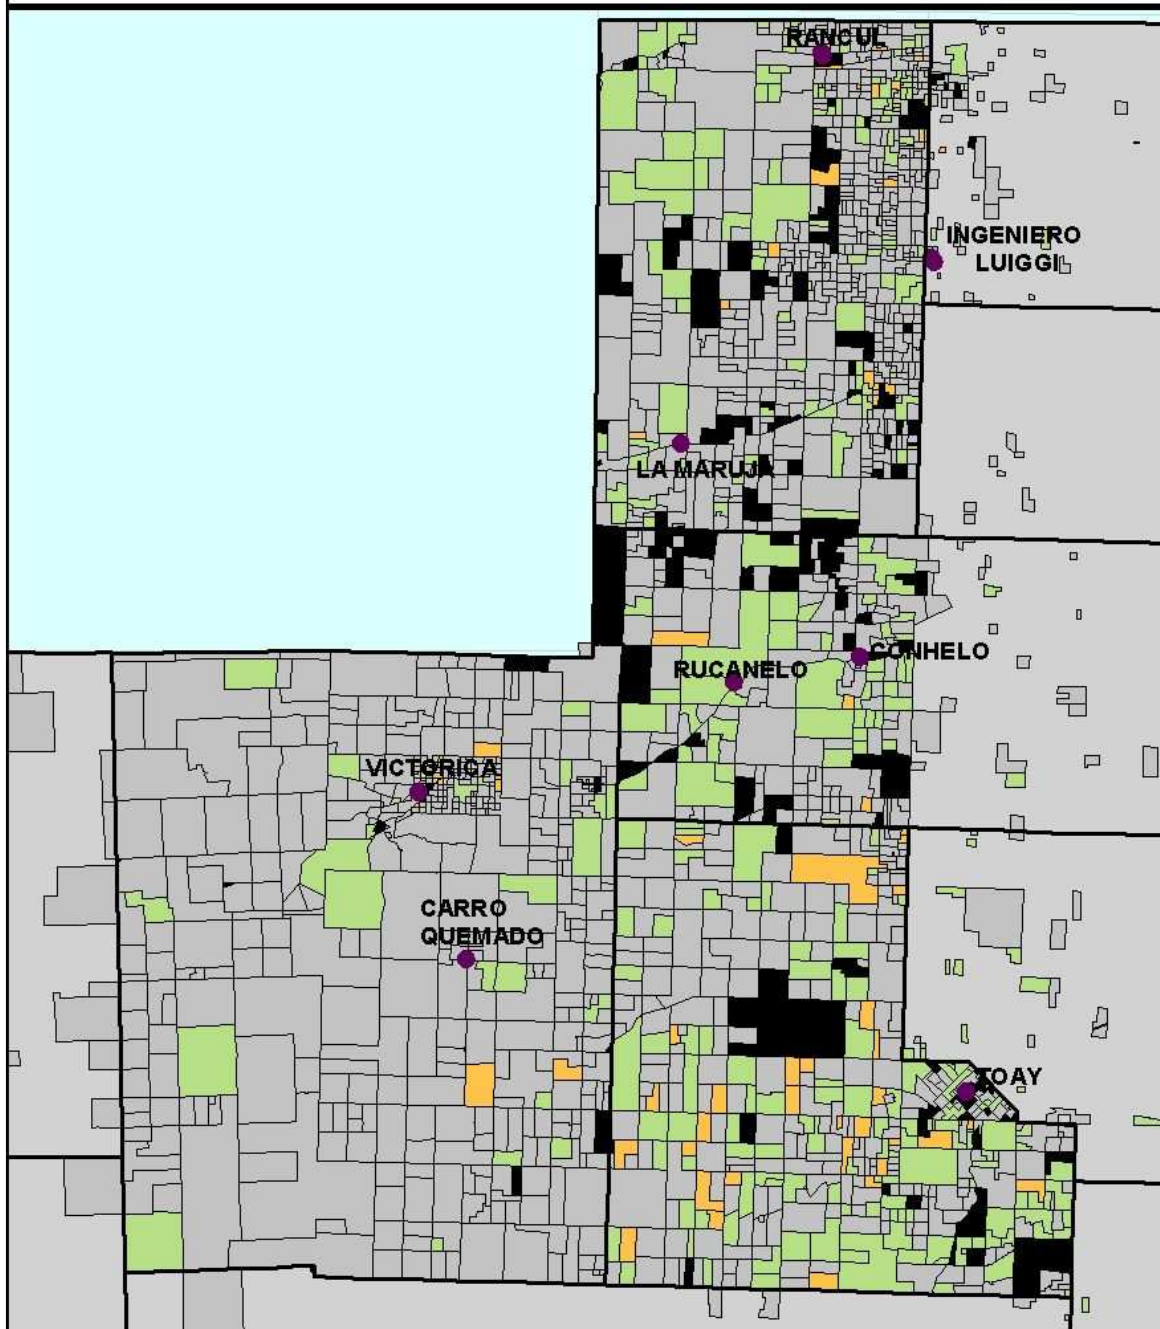 RANCUL
INGENIERO
LUIGGI
LA MARUJA
CONHELO
RUCANELO
VICTORICA
CARRO
QUEMADO
TOAY